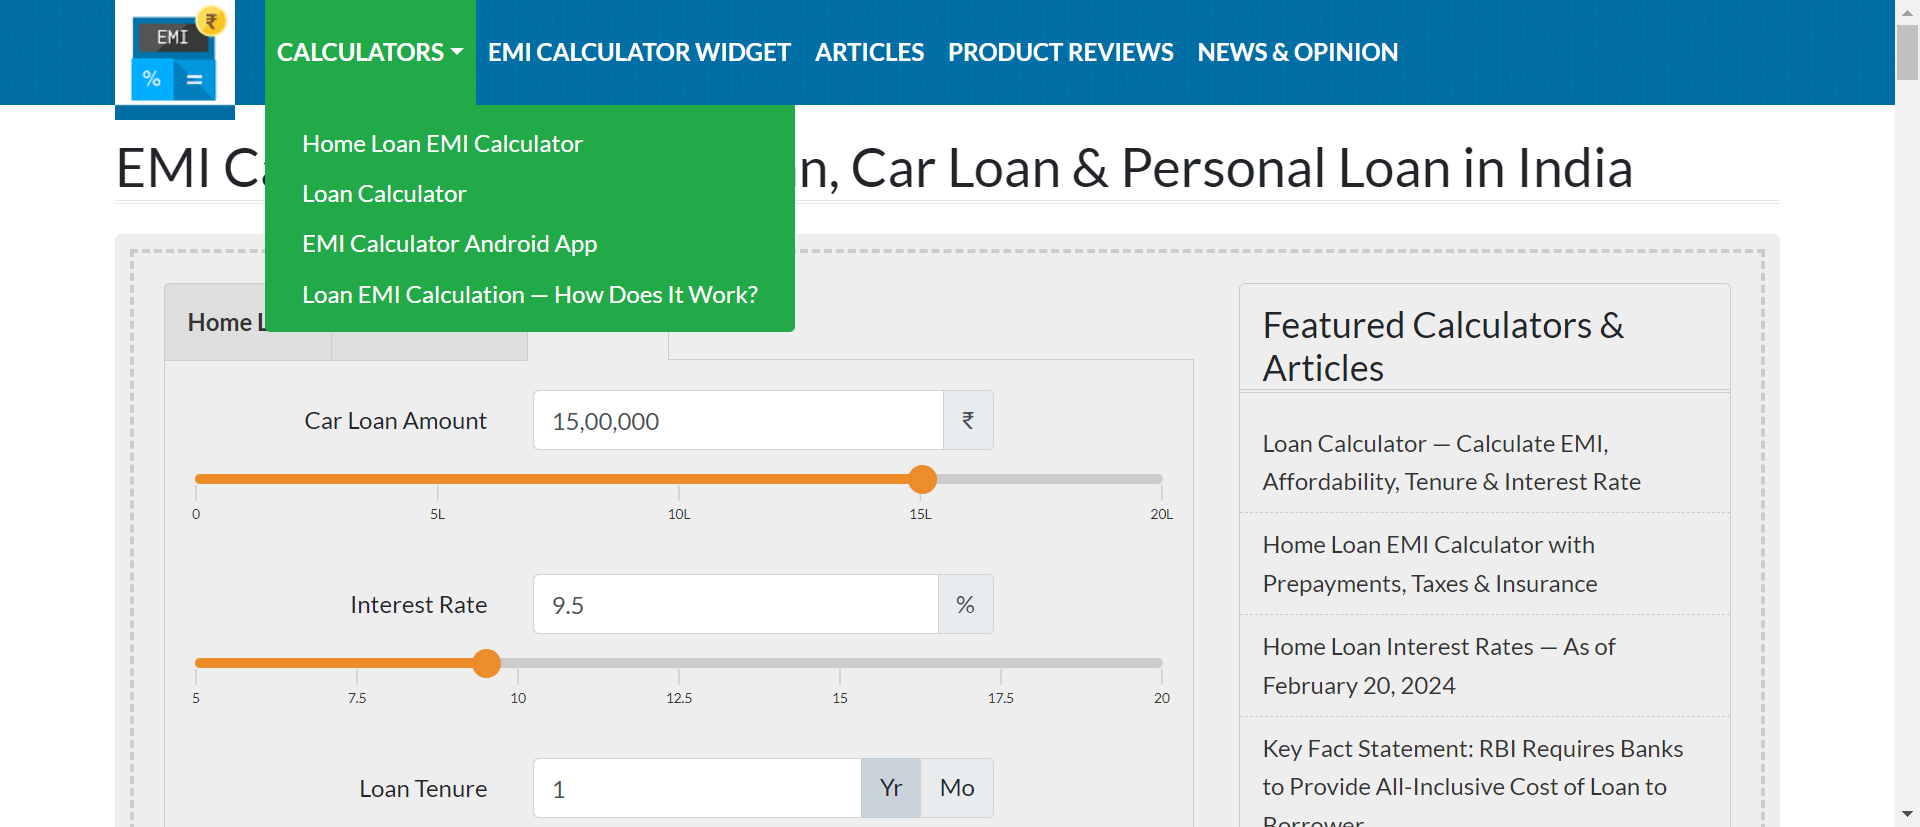 EMI
₹
%
=
CALCULATORS
EMI CALCULATOR WIDGET
ARTICLES
PRODUCT REVIEWS
NEWS & OPINION
Home Loan EMI Calculator
Loan Calculator
EMI Calculator Android App
Loan EMI Calculation — How Does It Work?
EMI n, Car Loan & Personal Loan in India
Home
Car Loan Amount
15,00,000
₹
0 5L 10L 15L 20L
Interest Rate
9.5
%
5 7.5 10 12.5 15 17.5 20
Loan Tenure
1
Yr
Mo
Featured Calculators &
Articles
Loan Calculator — Calculate EMI,
Affordability, Tenure & Interest Rate
Home Loan EMI Calculator with
Prepayments, Taxes & Insurance
Home Loan Interest Rates — As of
February 20, 2024
Key Fact Statement: RBI Requires Banks
to Provide All-Inclusive Cost of Loan to
Borrower